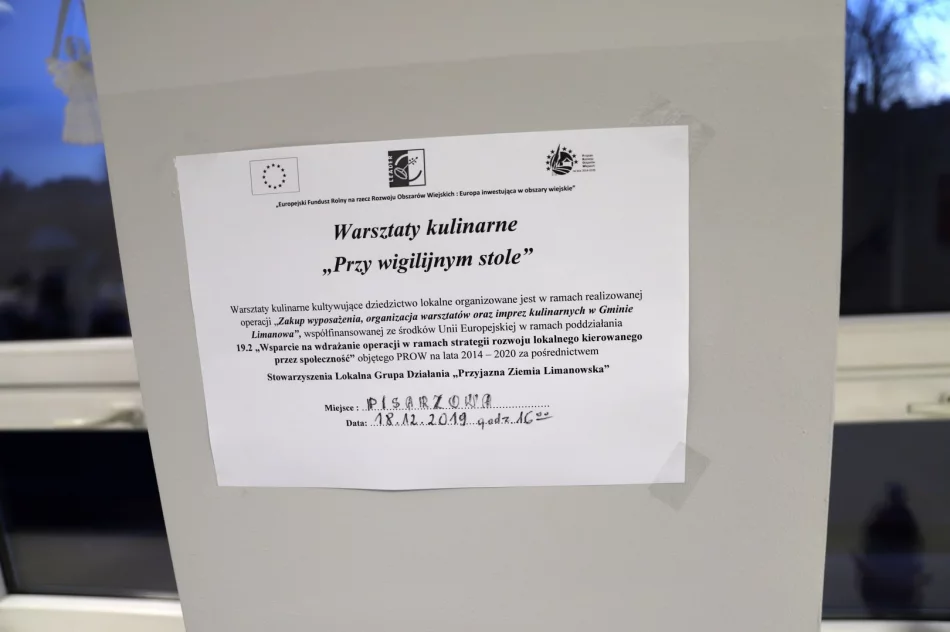 LEADER
„Europejski Fundusz Rolny na rzecz Rozwoju Obszarów Wiejskich : Europa inwestująca w obszary wiejskie”
Warsztaty kulinarne
„Przy wigilijnym stole”
Warsztaty kulinarne kultywujące dziedzictwo lokalne organizowane jest w ramach realizowanej
operacji „Zakup wyposażenia, organizacja warsztatów oraz imprez kulinarnych w Gminie
Limanowa”, współfinansowaną ze środków Unii Europejskiej w ramach poddziałania
19.2 „Wsparcie na wdrażanie operacji w ramach strategii rozwoju lokalnego kierowanego
przez społeczność” objętego PROW na lata 2014 – 2020 za pośrednictwem
Stowarzyszenia Lokalna Grupa Działania „Przyjazna Ziemia Limanowska”
Miejsce : PISARZOWA
Data: 18.12.2019 godz. 16⁰⁰